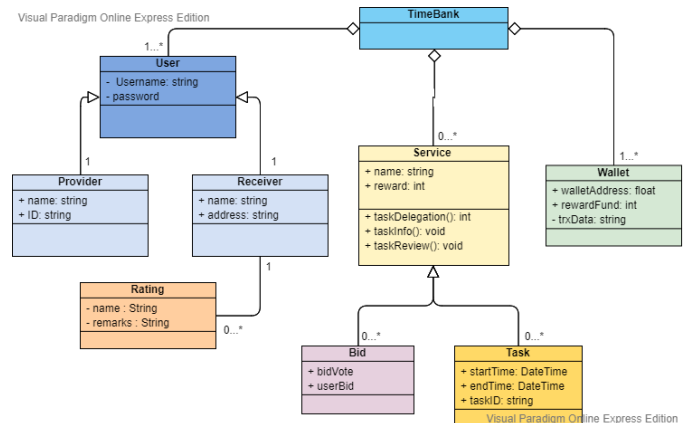 Visual Paradigm Online Express Edition
TimeBank
1...*
User
- Username: string
- password
0...*
Service
+ name: string
+ reward: int
+ taskDelegation(): int
+ taskInfo(): void
+ taskReview(): void
1...*
Wallet
+ walletAddress: float
+ rewardFund: int
- trxData: string
1
Provider
+ name: string
+ ID: string
1
Receiver
+ name: string
+ address: string
1
Rating
- name : String
- remarks : String
0...*
0...*
Bid
+ bidVote
+ userBid
0...*
Task
+ startTime: DateTime
+ endTime: DateTime
+ taskID: string
Visual Paradigm Online Express Edition